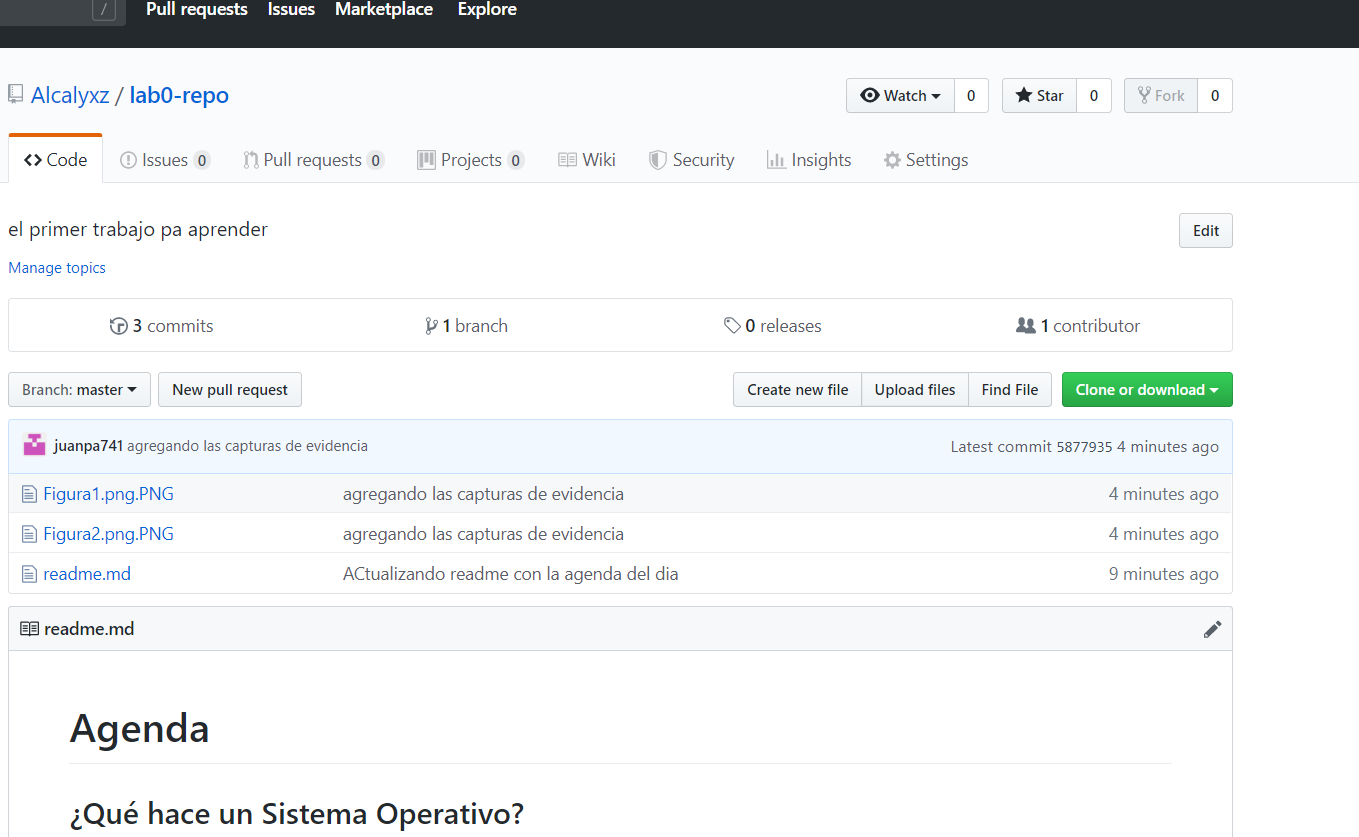 / Pull requests Issues Marketplace Explore
Alcalyxz / lab0-repo Watch 0 Star 0 Fork 0
Code Issues 0 Pull requests 0 Projects 0 Wiki Security Insights Settings
el primer trabajo pa aprender Edit
Manage topics
3 commits 1 branch 0 releases 1 contributor
Branch: master New pull request Create new file Upload files Find File Clone or download
juanpa741 agregando las capturas de evidencia Latest commit 5877935 4 minutes ago
Figura1.png.PNG agregando las capturas de evidencia 4 minutes ago
Figura2.png.PNG agregando las capturas de evidencia 4 minutes ago
readme.md ACtualizando readme con la agenda del dia 9 minutes ago
readme.md
Agenda
¿Qué hace un Sistema Operativo?